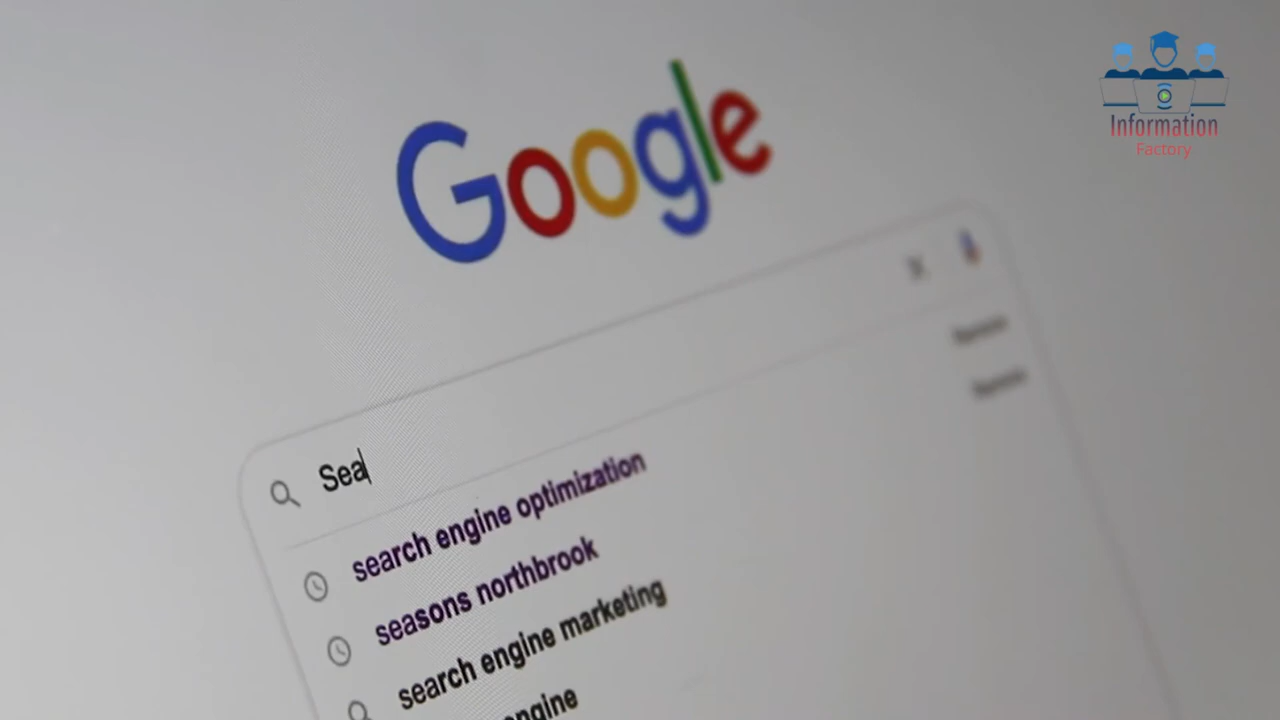 Google
Information
Factory
Sea
search engine optimization
seasons northbrook
search engine marketing
engine